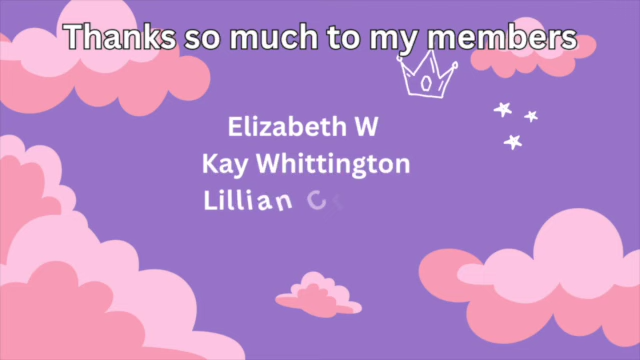 Thanks so much to my members
Elizabeth W
Kay Whittington
Lillian